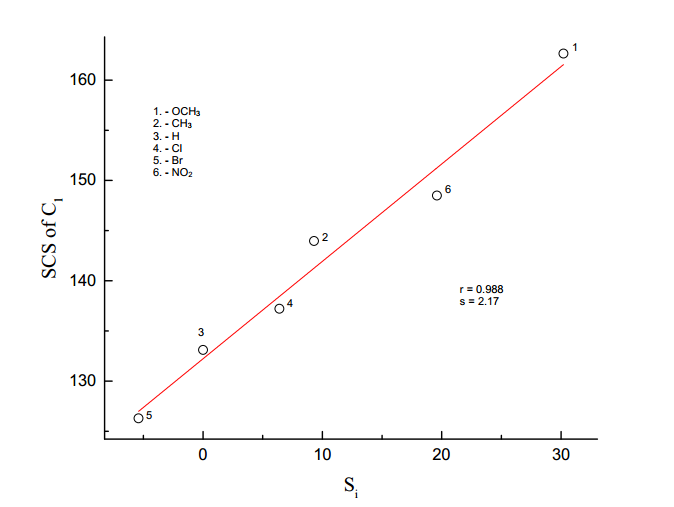 1
160
1. - OCH₃
2. - CH₃
3. - H
4. - Cl
5. - Br
6. - NO₂
150
6
SCS of C₁
2
140
r = 0.988
s = 2.17
4
3
130
5
0
10
20
30
Sᵢ